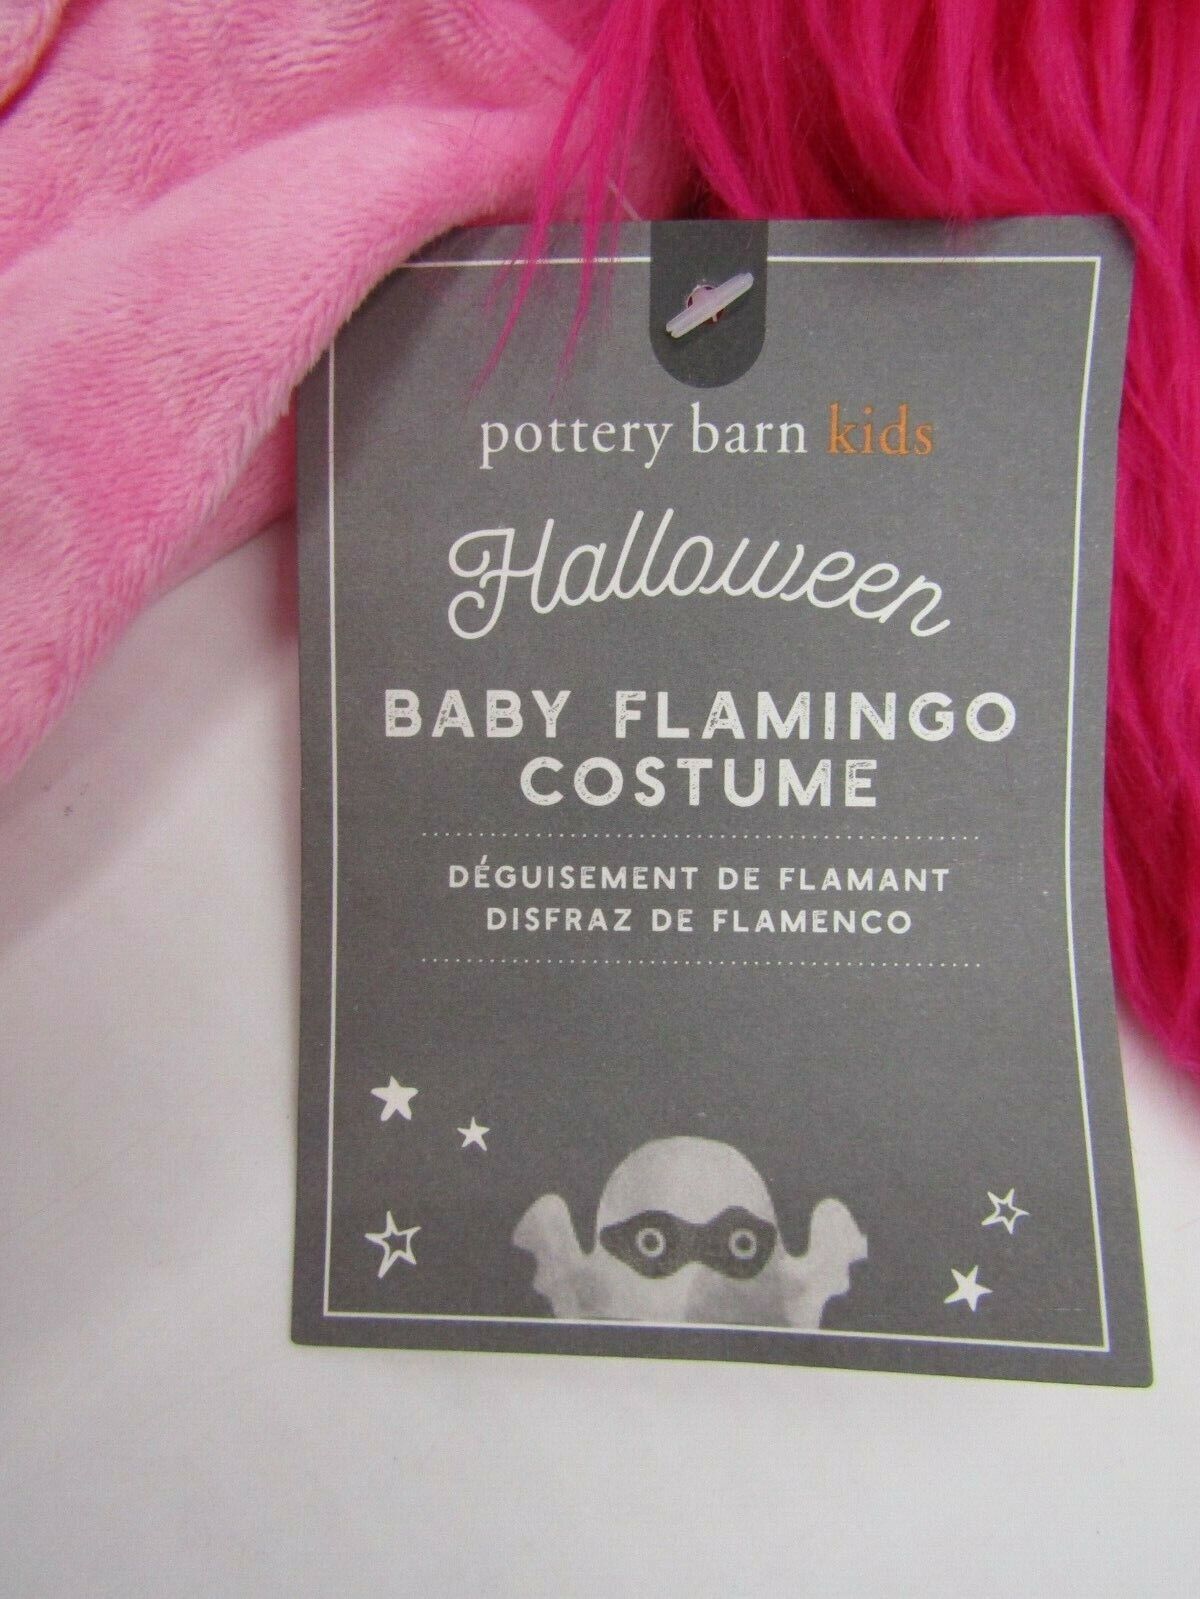 pottery barn kids
Halloween
BABY FLAMINGO
COSTUME
DÉGUISEMENT DE FLAMANT
DISFRAZ DE FLAMENCO